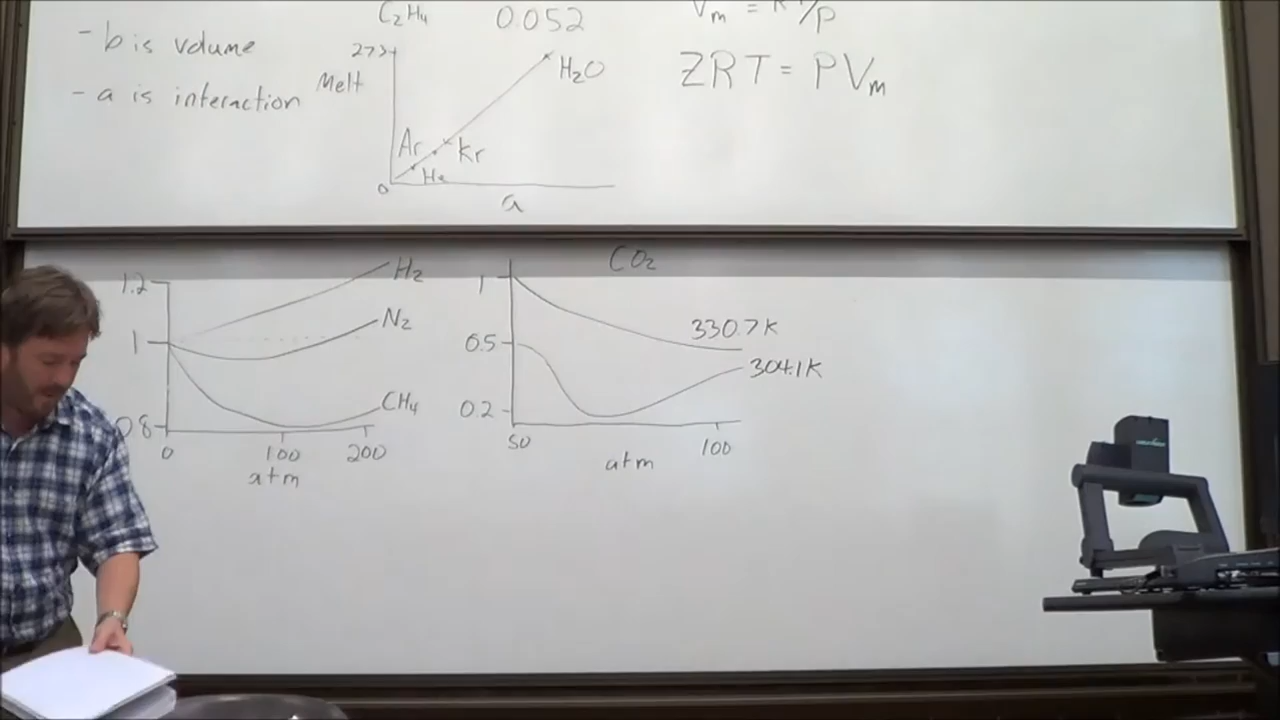 C₂H₄ 0.052
- b is volume
- a is interaction
273
Melt
H₂O
Ar
Kr
He
0
a
Vₘ = RT/p
ZRT = PVₘ
1.2
1
0.8
0
100
200
atm
H₂
N₂
CH₄
CO₂
1
0.5
0.2
50
100
atm
330.7K
304.1K